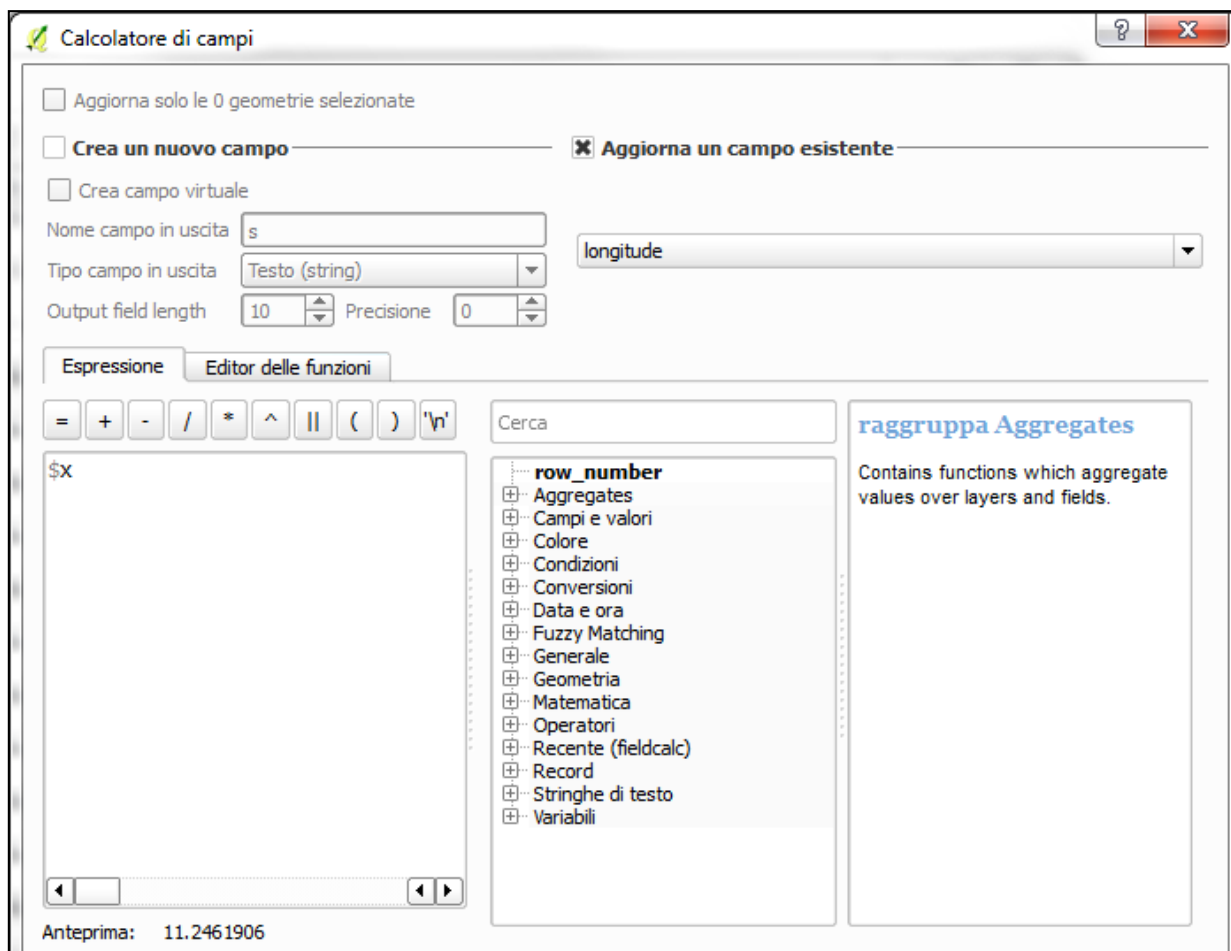 Calcolatore di campi
Aggiorna solo le 0 geometrie selezionate
Crea un nuovo campo
Aggiorna un campo esistente
Crea campo virtuale
Nome campo in uscita s
longitude
Tipo campo in uscita Testo (string)
Output field length 10 Precisione 0
Espressione Editor delle funzioni
= + - / * ^ || ( ) '\n'
Cerca
$x
row_number
Aggregates
Campi e valori
Colore
Condizioni
Conversioni
Data e ora
Fuzzy Matching
Generale
Geometria
Matematica
Operatori
Recente (fieldcalc)
Record
Stringhe di testo
Variabili
raggruppa Aggregates
Contains functions which aggregate
values over layers and fields.
Anteprima: 11.2461906